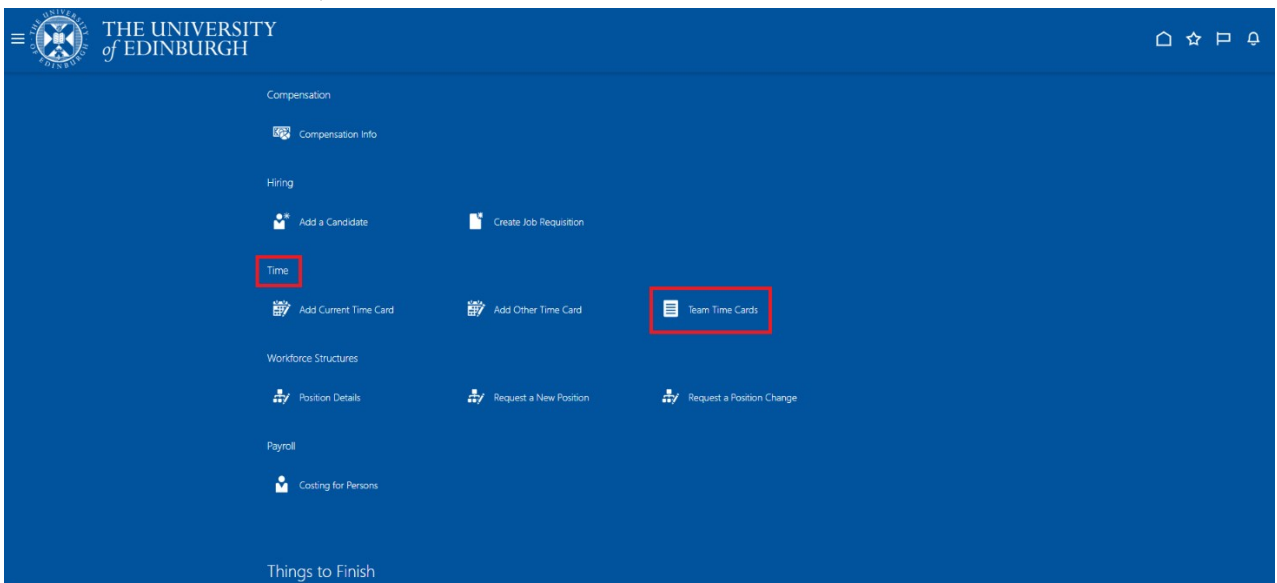 THE UNIVERSITY
of EDINBURGH
Compensation
Compensation Info
Hiring
Add a Candidate
Create Job Requisition
Time
Add Current Time Card
Add Other Time Card
Team Time Cards
Workforce Structures
Position Details
Request a New Position
Request a Position Change
Payroll
Costing for Persons
Things to Finish